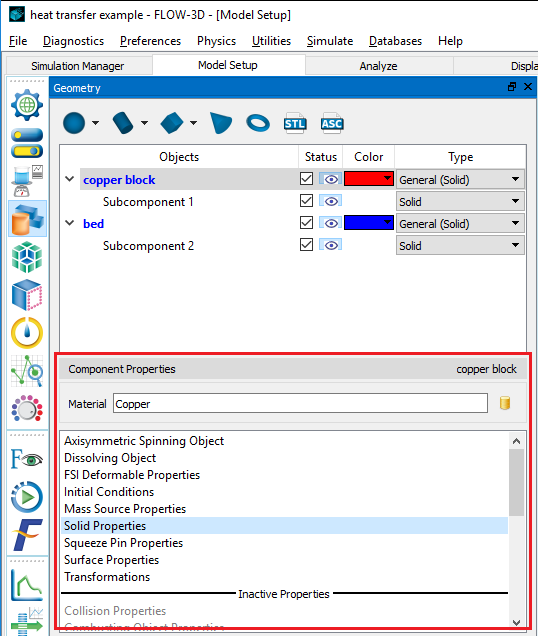 heat transfer example - FLOW-3D - [Model Setup]
File Diagnostics Preferences Physics Utilities Simulate Databases Help
Simulation Manager Model Setup Analyze Displa
Geometry
STL ASC
Objects Status Color Type
copper block General (Solid)
Subcomponent 1 Solid
bed General (Solid)
Subcomponent 2 Solid
Component Properties copper block
Material Copper
Axisymmetric Spinning Object
Dissolving Object
FSI Deformable Properties
Initial Conditions
Mass Source Properties
Solid Properties
Squeeze Pin Properties
Surface Properties
Transformations
Inactive Properties
Collision Properties
Combusting Object Properties